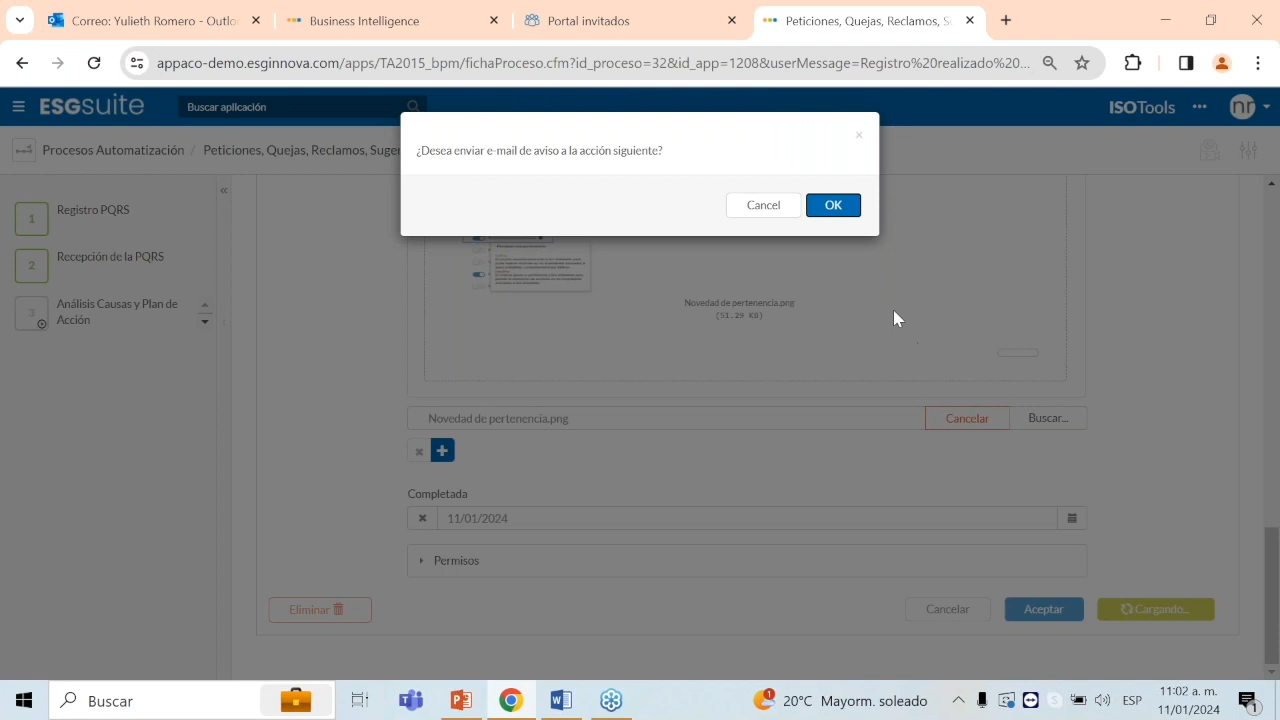 Correo: Yulieth Romero - Outlo
Business Intelligence
Portal invitados
Peticiones, Quejas, Reclamos, S
appaco-demo.esginnova.com/apps/TA2015_bpm/fichaProceso.cfm?id_proceso=32&id_app=1208&userMessage=Registro%20realizado%20...
ESGsuite
Buscar aplicación
ISOTools
nr
Procesos Automatización / Peticiones, Quejas, Reclamos, Suger
¿Desea enviar e-mail de aviso a la acción siguiente?
Cancel
OK
1
Registro PQRS
2
Recepción de la PQRS
3
Análisis Causas y Plan de
Acción
Novedad de pertenencia.png
(51.29 KB)
Novedad de pertenencia.png
Cancelar
Buscar...
Completada
11/01/2024
Permisos
Eliminar
Cancelar
Aceptar
Cargando...
Buscar
1
20°C Mayorm. soleado
ESP
11:02 a. m.
11/01/2024
1